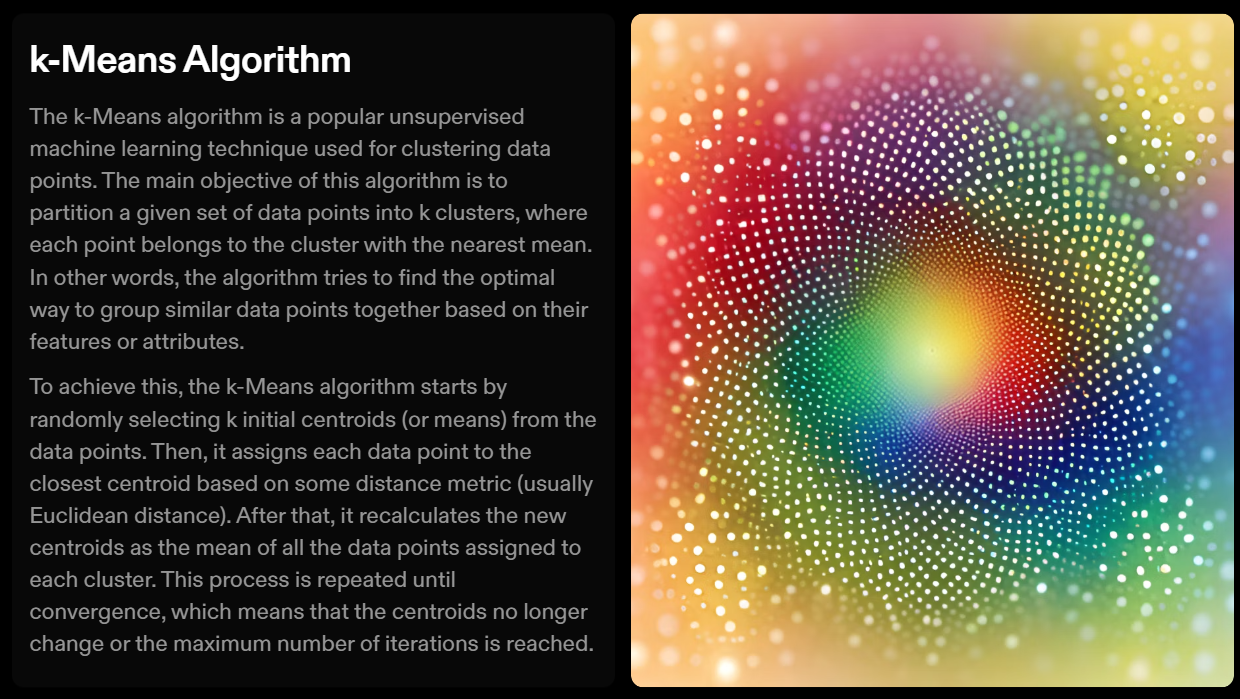 k-Means Algorithm
The k-Means algorithm is a popular unsupervised
machine learning technique used for clustering data
points. The main objective of this algorithm is to
partition a given set of data points into k clusters, where
each point belongs to the cluster with the nearest mean.
In other words, the algorithm tries to find the optimal
way to group similar data points together based on their
features or attributes.
To achieve this, the k-Means algorithm starts by
randomly selecting k initial centroids (or means) from the
data points. Then, it assigns each data point to the
closest centroid based on some distance metric (usually
Euclidean distance). After that, it recalculates the new
centroids as the mean of all the data points assigned to
each cluster. This process is repeated until
convergence, which means that the centroids no longer
change or the maximum number of iterations is reached.